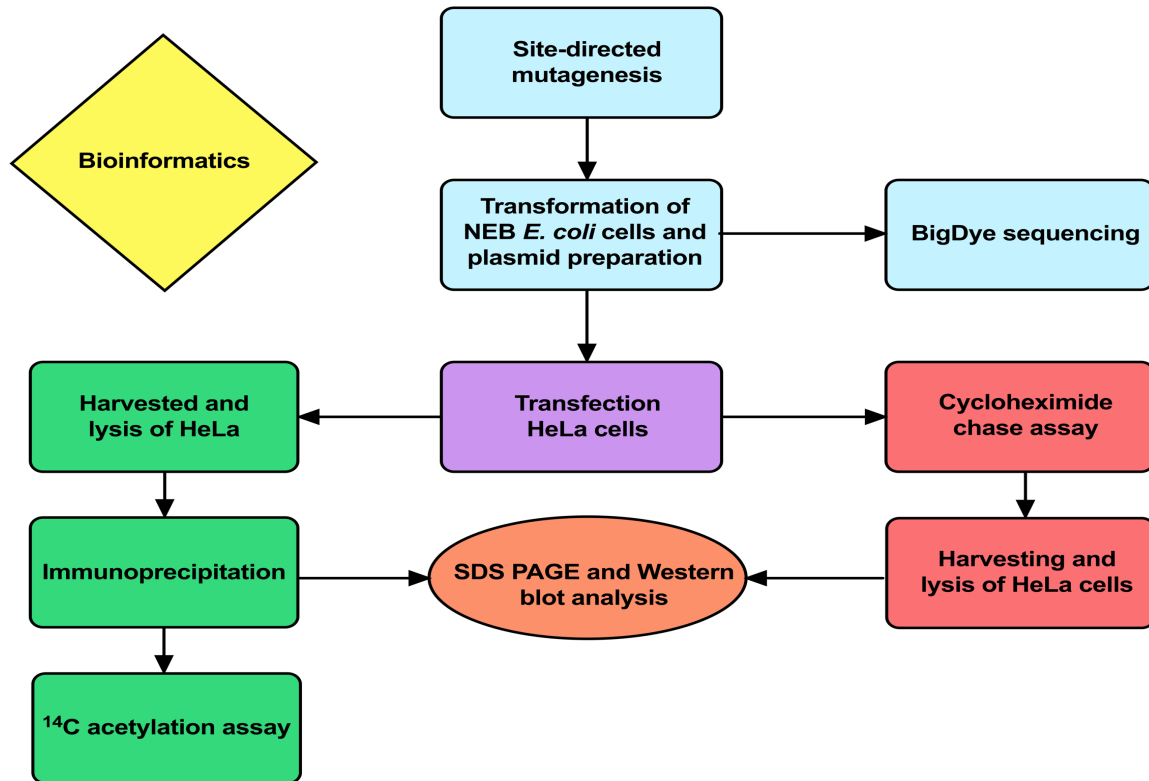 Site-directed
mutagenesis
Bioinformatics
Transformation of
NEB E. coli cells and
plasmid preparation
BigDye sequencing
Harvested and
lysis of HeLa
Transfection
HeLa cells
Cycloheximide
chase assay
Immunoprecipitation
SDS PAGE and Western
blot analysis
Harvesting and
lysis of HeLa cells
¹⁴C acetylation assay